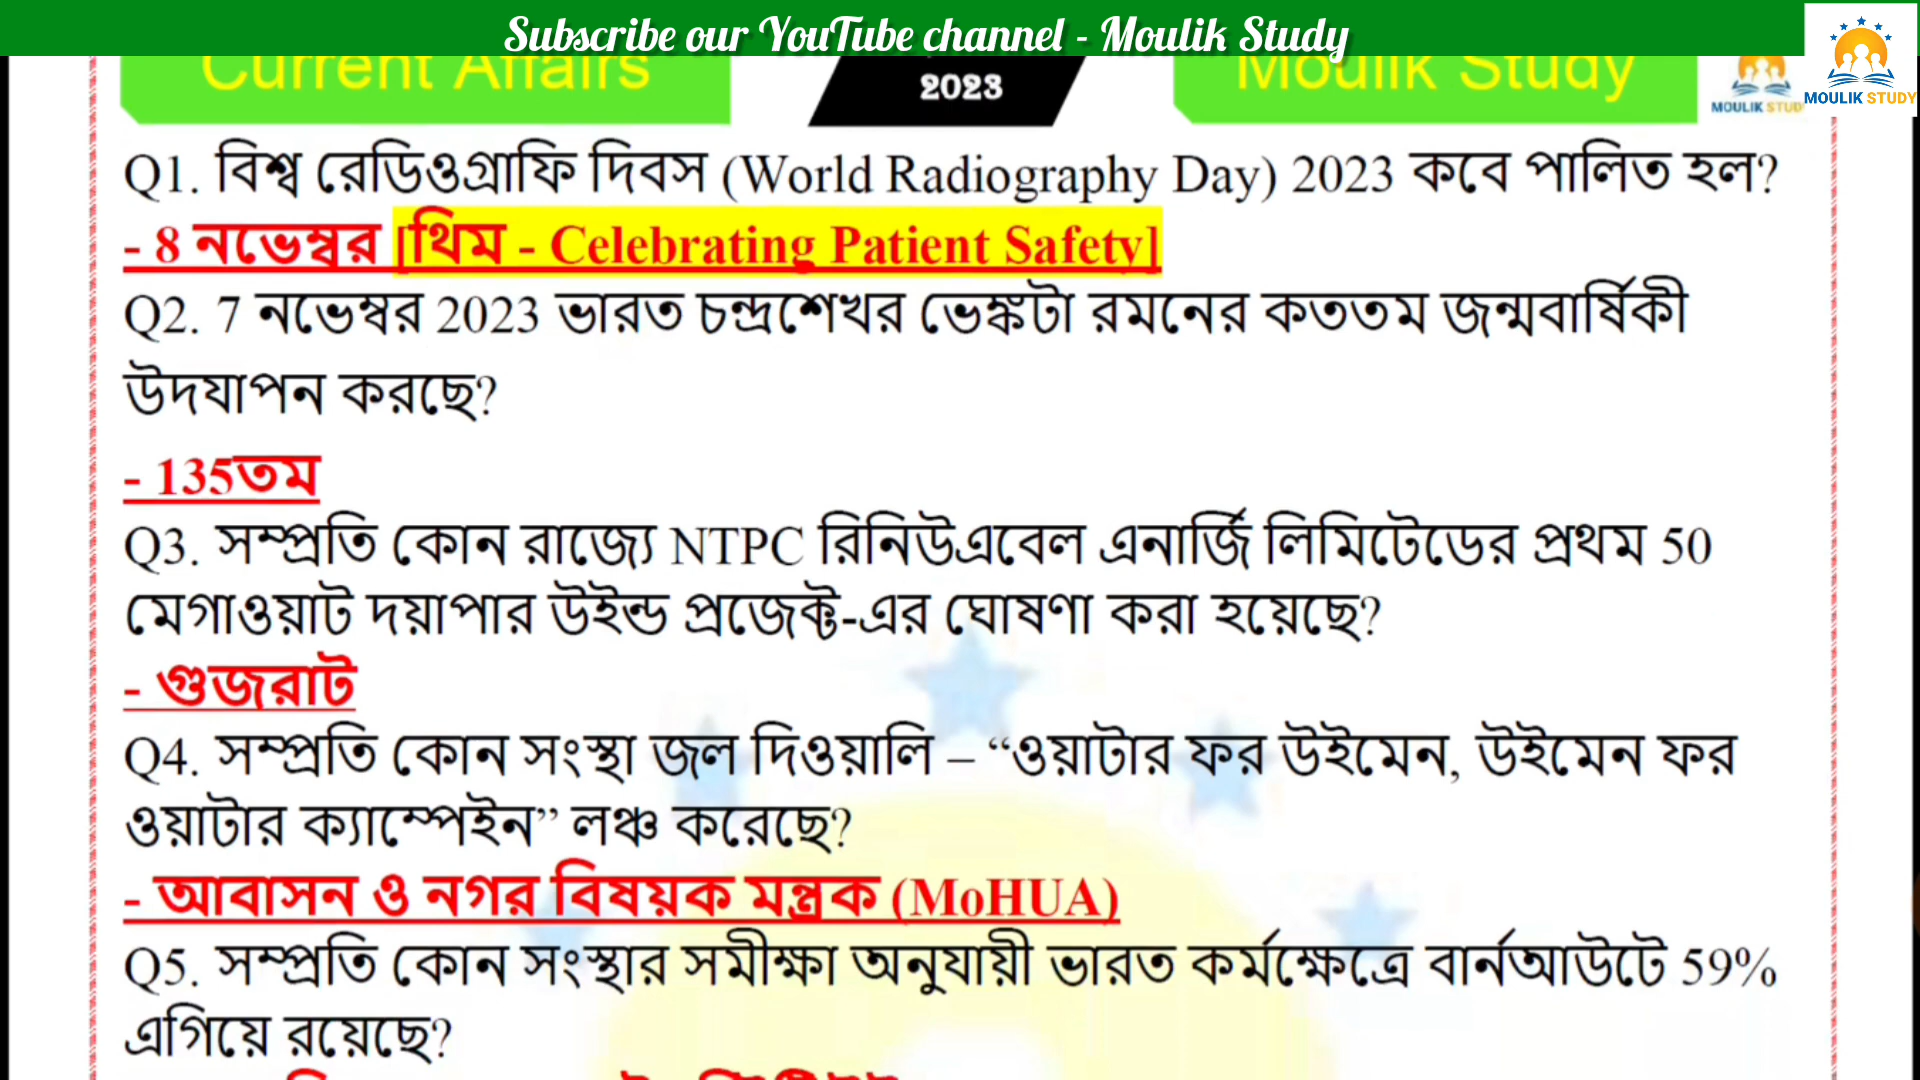 Subscribe our YouTube channel - Moulik Study
Current Affairs
2023
Moulik Study
MOULIK STUDY
MOULIK STUDY
Q1. বিশ্ব রেডিওগ্রাফি দিবস (World Radiography Day) 2023 কবে পালিত হল?
- 8 নভেম্বর [থিম - Celebrating Patient Safety]
Q2. 7 নভেম্বর 2023 ভারত চন্দ্রশেখর ভেঙ্কটা রমনের কততম জন্মবার্ষিকী
উদযাপন করছে?
- 135তম
Q3. সম্প্রতি কোন রাজ্যে NTPC রিনিউএবেল এনার্জি লিমিটেডের প্রথম 50
মেগাওয়াট দয়াপার উইন্ড প্রজেক্ট-এর ঘোষণা করা হয়েছে?
- গুজরাট
Q4. সম্প্রতি কোন সংস্থা জল দিওয়ালি – “ওয়াটার ফর উইমেন, উইমেন ফর
ওয়াটার ক্যাম্পেইন” লঞ্চ করেছে?
- আবাসন ও নগর বিষয়ক মন্ত্রক (MoHUA)
Q5. সম্প্রতি কোন সংস্থার সমীক্ষা অনুযায়ী ভারত কর্মক্ষেত্রে বার্নআউটে 59%
এগিয়ে রয়েছে?